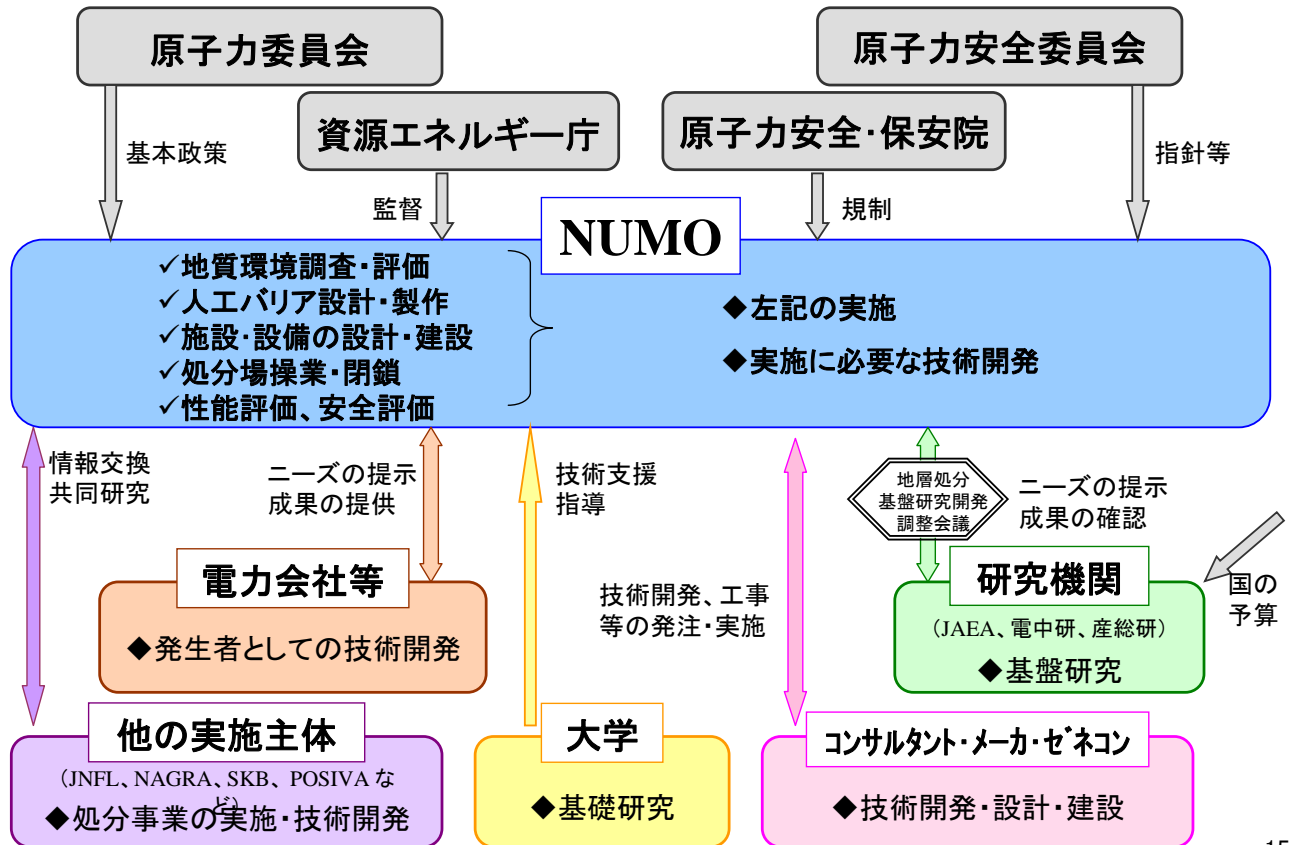 原子力委員会
原子力安全委員会
資源エネルギー庁
原子力安全・保安院
基本政策
指針等
監督
規制
NUMO
✓地質環境調査・評価
✓人工バリア設計・製作
✓施設・設備の設計・建設
✓処分場操業・閉鎖
✓性能評価、安全評価
◆左記の実施
◆実施に必要な技術開発
情報交換
共同研究
ニーズの提示
成果の提供
技術支援
指導
地層処分
基盤研究開発
調整会議
ニーズの提示
成果の確認
技術開発、工事
等の発注・実施
国の
予算
電力会社等
◆発生者としての技術開発
研究機関
（JAEA、電中研、産総研）
◆基盤研究
他の実施主体
（JNFL、NAGRA、SKB、POSIVA な
ど）
◆処分事業の実施・技術開発
大学
◆基礎研究
コンサルタント・メーカ・ゼネコン
◆技術開発・設計・建設
15